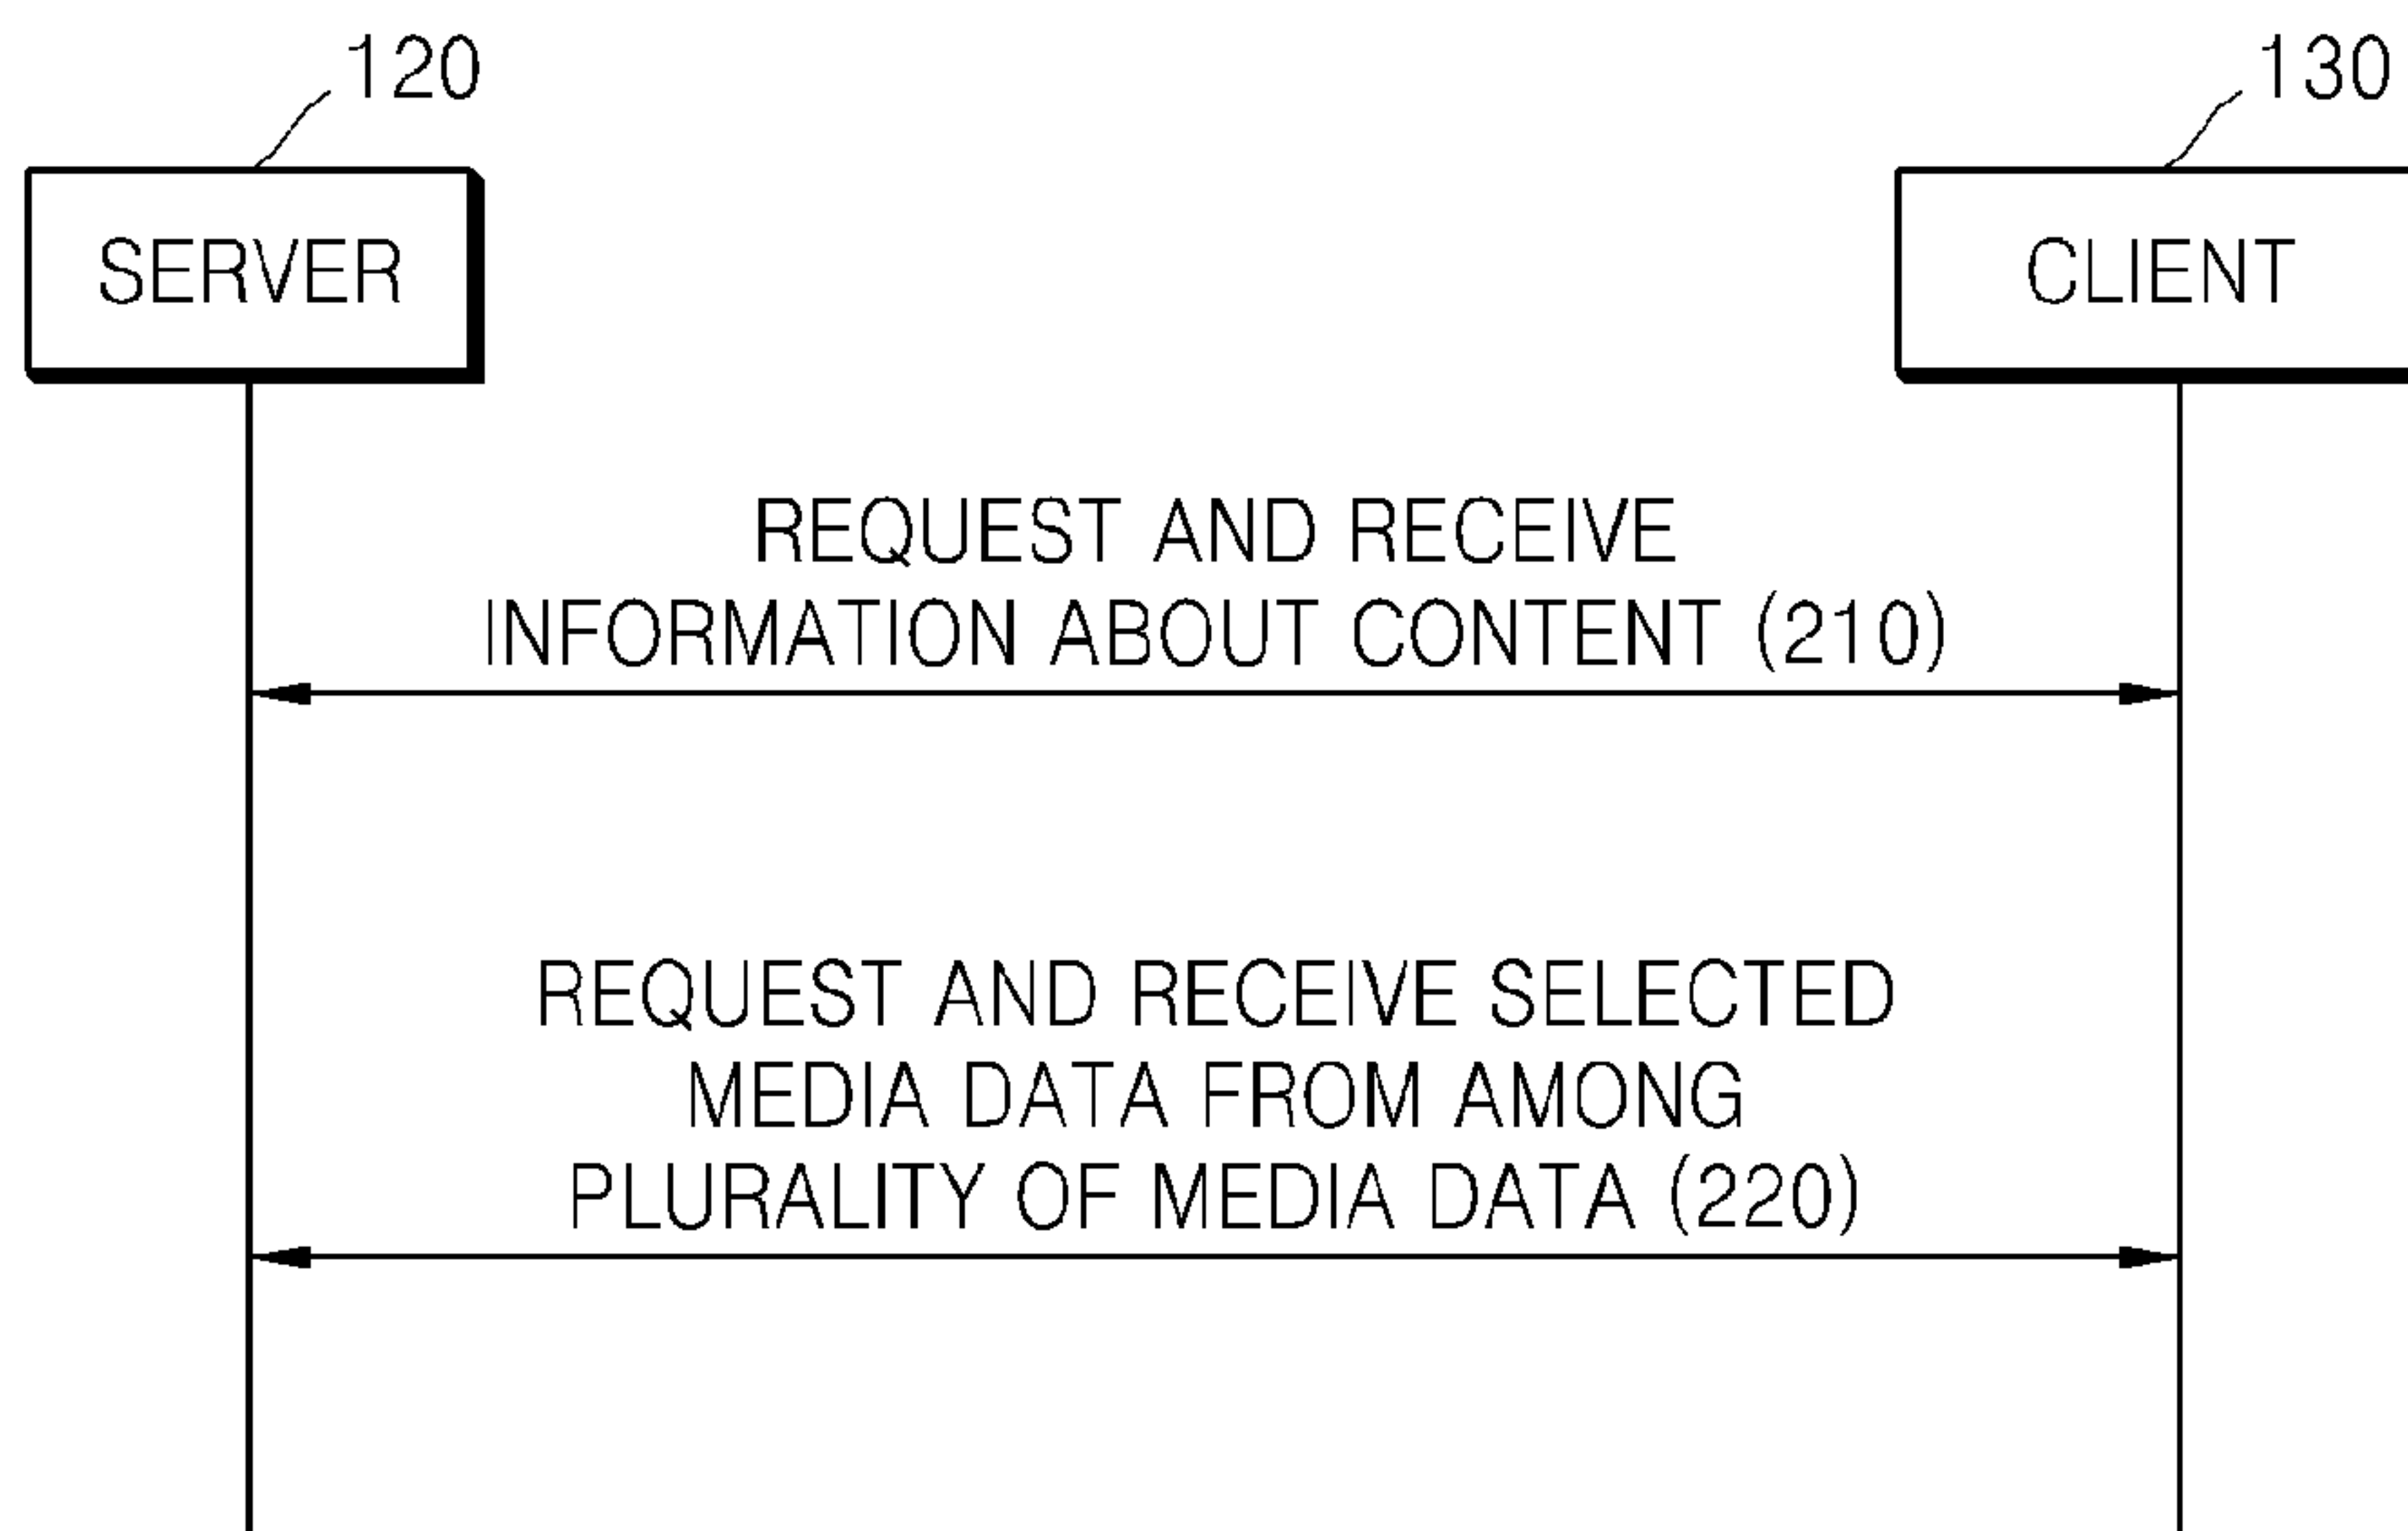 120
130
SERVER
CLIENT
REQUEST AND RECEIVE
INFORMATION ABOUT CONTENT (210)
REQUEST AND RECEIVE SELECTED
MEDIA DATA FROM AMONG
PLURALITY OF MEDIA DATA (220)